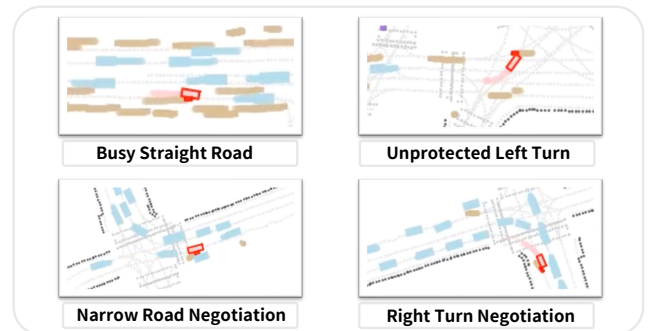 Busy Straight Road
Unprotected Left Turn
Narrow Road Negotiation
Right Turn Negotiation